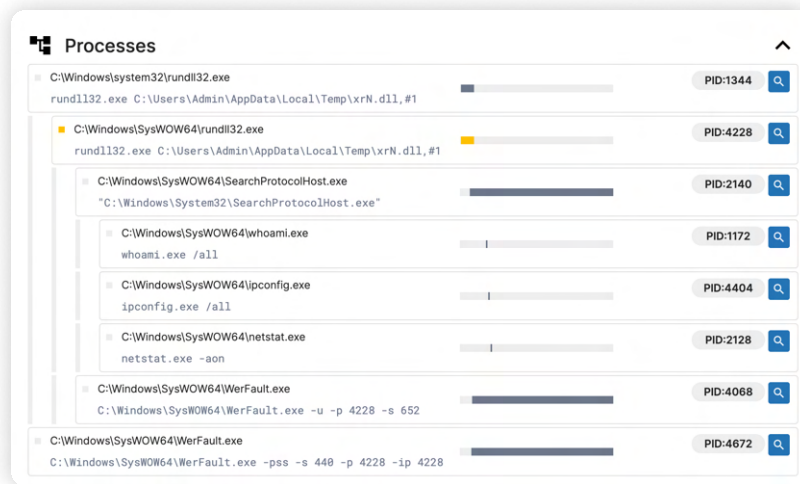 Processes
C:\Windows\system32\rundll32.exe
rundll32.exe C:\Users\Admin\AppData\Local\Temp\xrN.dll,#1
PID:1344
C:\Windows\SysWOW64\rundll32.exe
rundll32.exe C:\Users\Admin\AppData\Local\Temp\xrN.dll,#1
PID:4228
C:\Windows\SysWOW64\SearchProtocolHost.exe
"C:\Windows\System32\SearchProtocolHost.exe"
PID:2140
C:\Windows\SysWOW64\whoami.exe
whoami.exe /all
PID:1172
C:\Windows\SysWOW64\ipconfig.exe
ipconfig.exe /all
PID:4404
C:\Windows\SysWOW64\netstat.exe
netstat.exe -aon
PID:2128
C:\Windows\SysWOW64\WerFault.exe
C:\Windows\SysWOW64\WerFault.exe -u -p 4228 -s 652
PID:4068
C:\Windows\SysWOW64\WerFault.exe
C:\Windows\SysWOW64\WerFault.exe -pss -s 440 -p 4228 -ip 4228
PID:4672